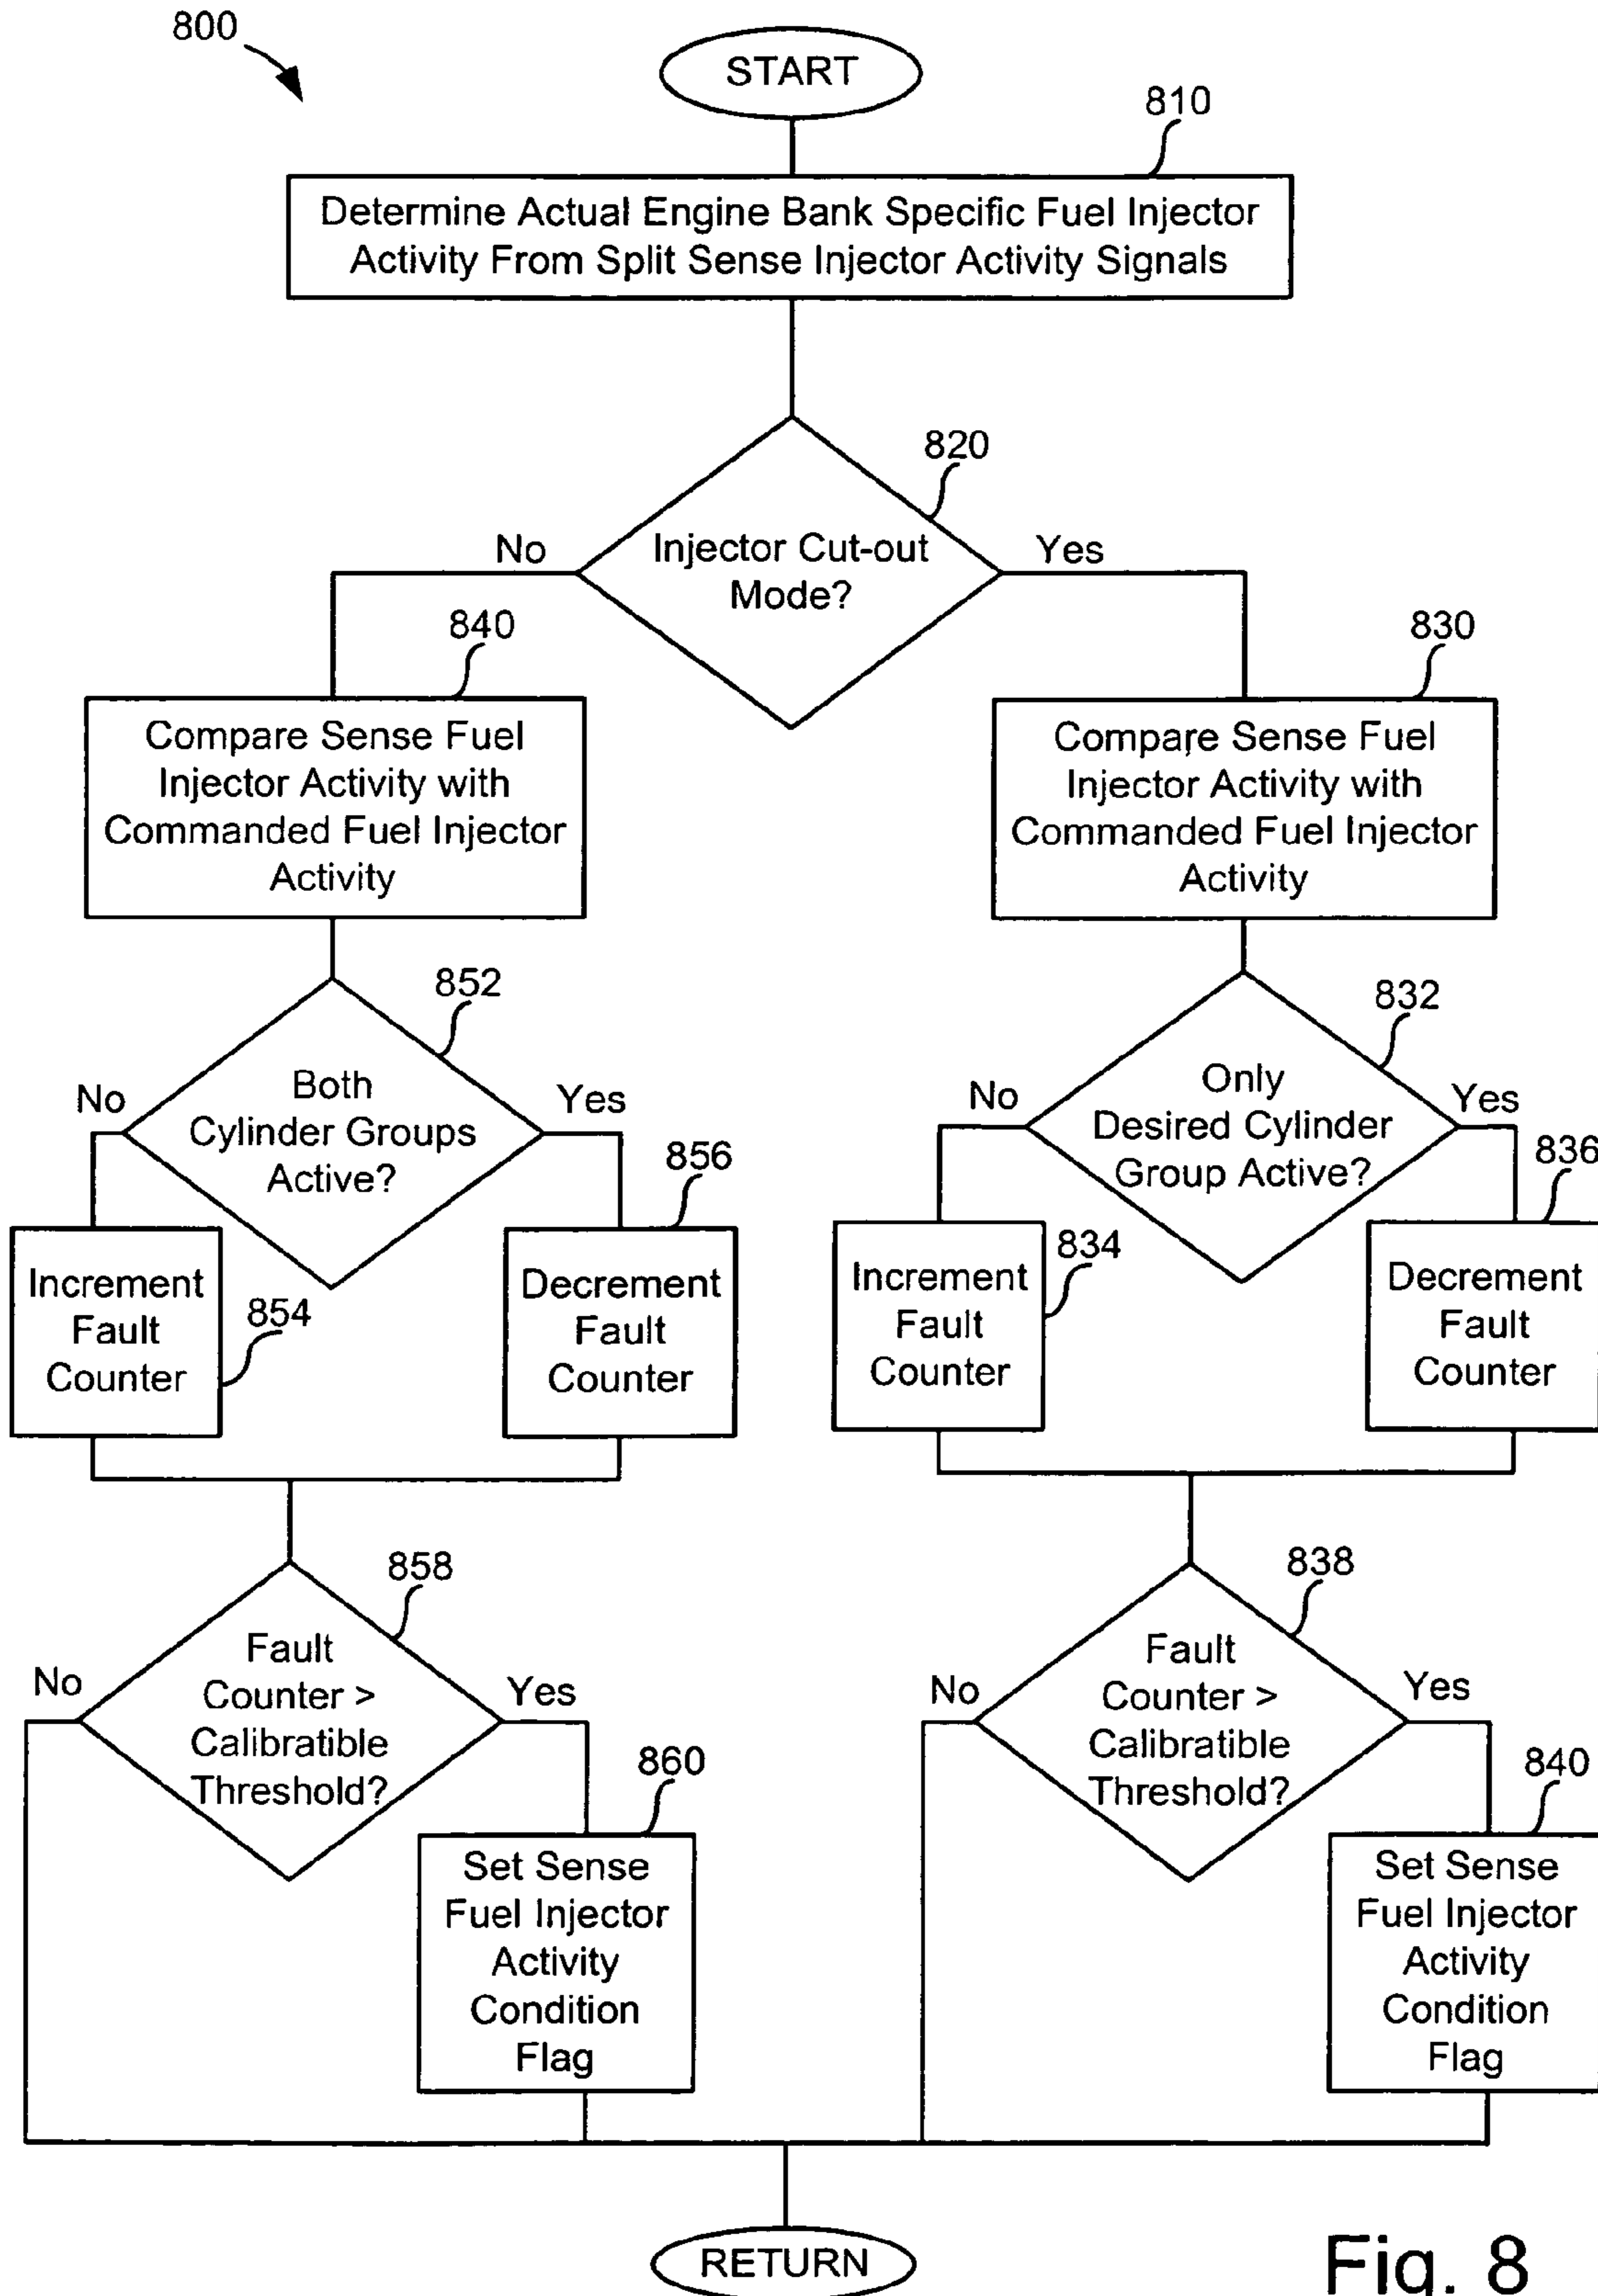 800
START
810
Determine Actual Engine Bank Specific Fuel Injector
Activity From Split Sense Injector Activity Signals
820
Injector Cut-out
Mode?
No
Yes
840
Compare Sense Fuel
Injector Activity with
Commanded Fuel Injector
Activity
830
Compare Sense Fuel
Injector Activity with
Commanded Fuel Injector
Activity
852
Both
Cylinder Groups
Active?
No
Yes
832
Only
Desired Cylinder
Group Active?
No
Yes
Increment
Fault
Counter
854
856
Decrement
Fault
Counter
Increment
Fault
Counter
834
836
Decrement
Fault
Counter
858
Fault
Counter >
Calibratible
Threshold?
No
Yes
838
Fault
Counter >
Calibratible
Threshold?
No
Yes
860
Set Sense
Fuel Injector
Activity
Condition
Flag
840
Set Sense
Fuel Injector
Activity
Condition
Flag
RETURN
Fig. 8